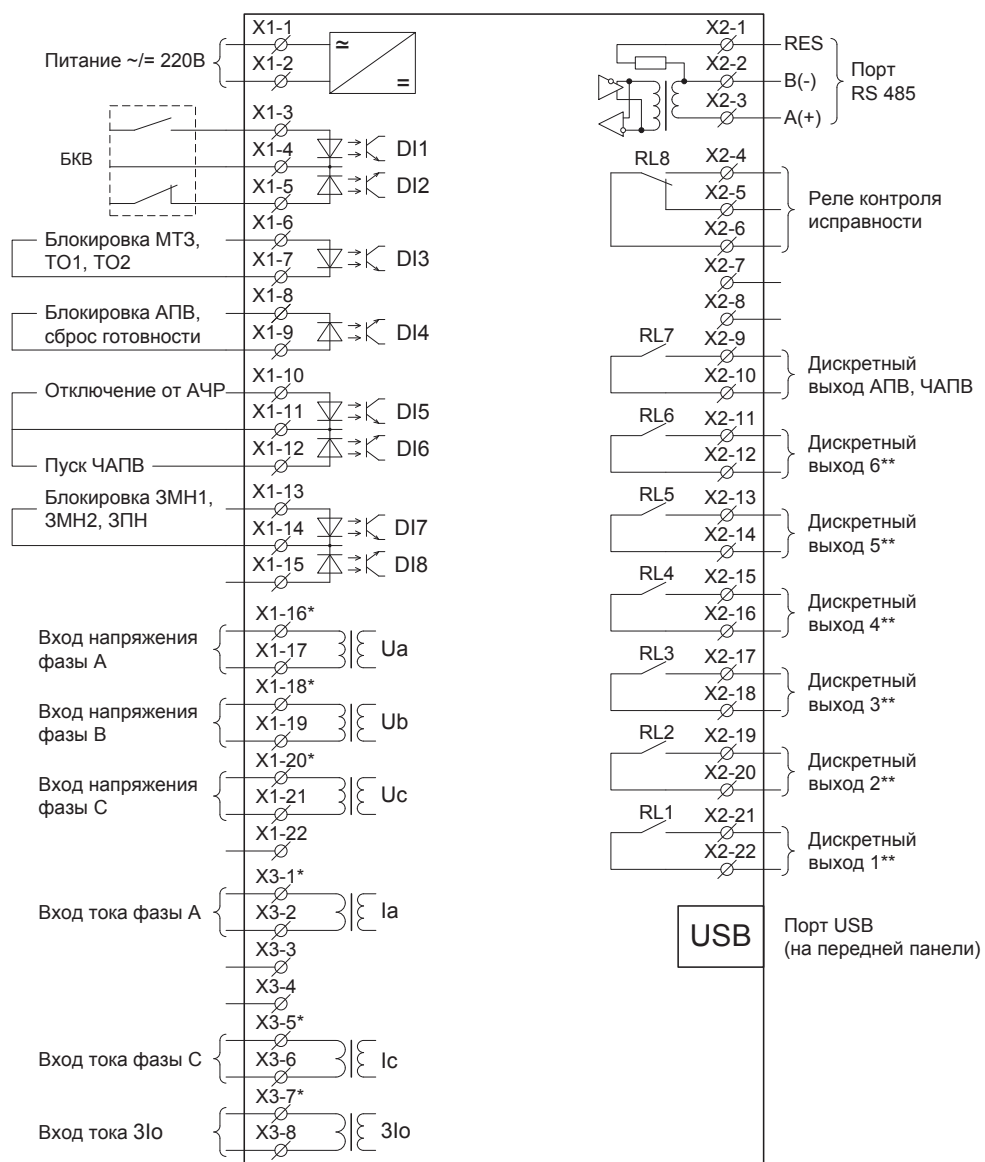 X1-1
Питание ~/= 220В
X1-2
≃
=
X1-3
БКВ
X1-4
DI1
X1-5
DI2
X1-6
Блокировка МТЗ,
ТО1, ТО2
X1-7
DI3
X1-8
Блокировка АПВ,
сброс готовности
X1-9
DI4
X1-10
Отключение от АЧР
X1-11
DI5
X1-12
DI6
Пуск ЧАПВ
X1-13
Блокировка ЗМН1,
ЗМН2, ЗПН
X1-14
DI7
X1-15
DI8
X1-16*
Вход напряжения
фазы А
X1-17
Ua
X1-18*
Вход напряжения
фазы В
X1-19
Ub
X1-20*
Вход напряжения
фазы С
X1-21
Uc
X1-22
X3-1*
Вход тока фазы А
X3-2
Ia
X3-3
X3-4
X3-5*
Вход тока фазы С
X3-6
Ic
X3-7*
Вход тока 3Io
X3-8
3Io
X2-1
RES
X2-2
B(-)
X2-3
A(+)
Порт
RS 485
RL8
X2-4
X2-5
X2-6
Реле контроля
исправности
X2-7
X2-8
RL7
X2-9
X2-10
Дискретный
выход АПВ, ЧАПВ
RL6
X2-11
X2-12
Дискретный
выход 6**
RL5
X2-13
X2-14
Дискретный
выход 5**
RL4
X2-15
X2-16
Дискретный
выход 4**
RL3
X2-17
X2-18
Дискретный
выход 3**
RL2
X2-19
X2-20
Дискретный
выход 2**
RL1
X2-21
X2-22
Дискретный
выход 1**
USB
Порт USB
(на передней панели)